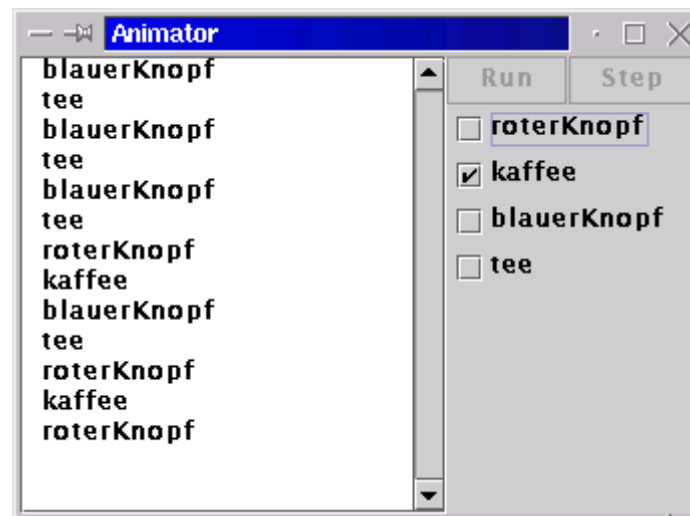 Animator
blauerKnopf
tee
blauerKnopf
tee
blauerKnopf
tee
roterKnopf
kaffee
blauerKnopf
tee
roterKnopf
kaffee
roterKnopf
Run Step
roterKnopf
kaffee
blauerKnopf
tee